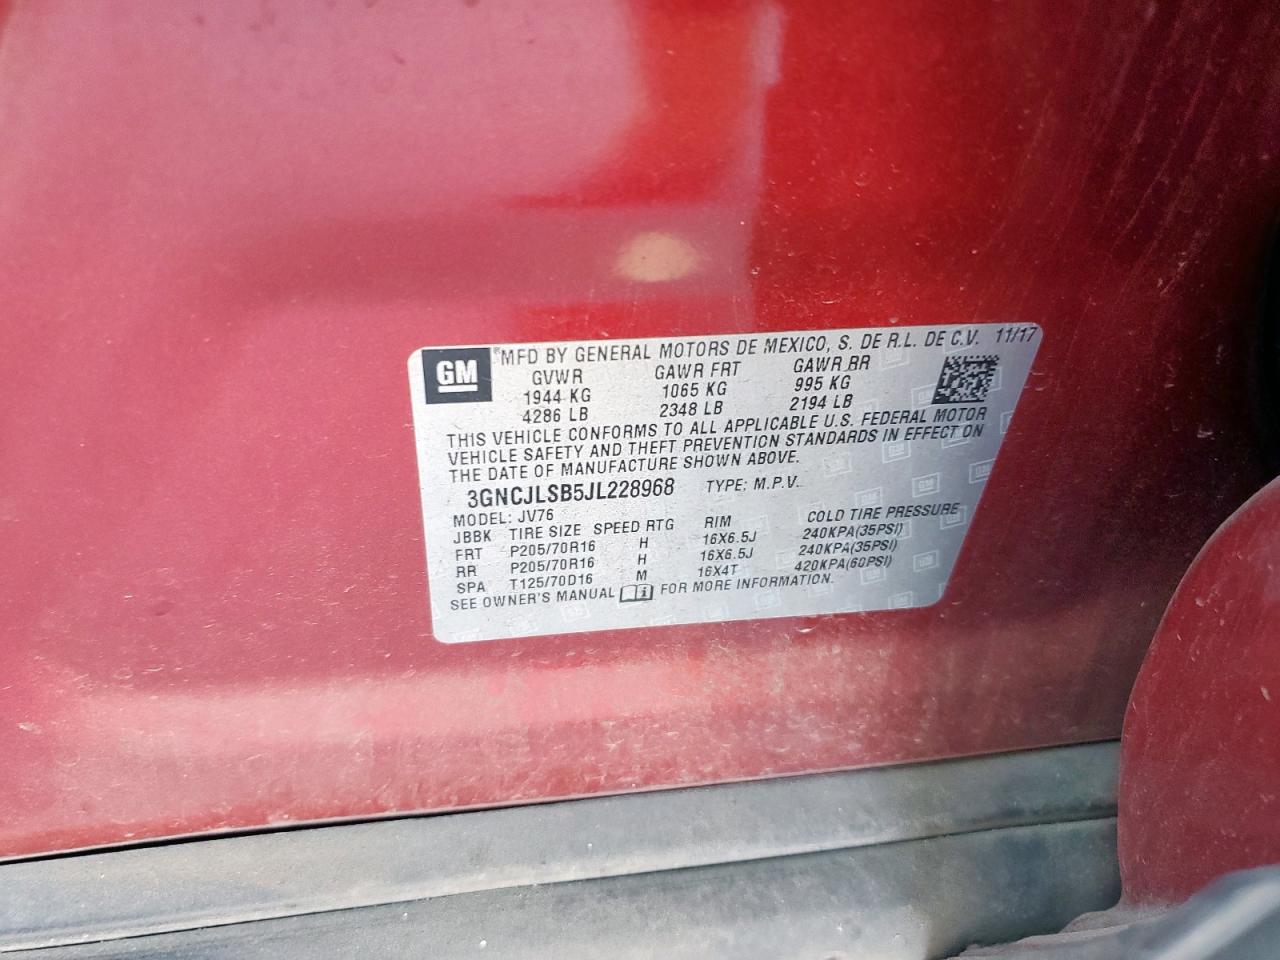 GM MFD BY GENERAL MOTORS DE MEXICO, S. DE R.L. DE C.V. 11/17
GVWR GAWR FRT GAWR RR
1944 KG 1065 KG 995 KG
4286 LB 2348 LB 2194 LB
THIS VEHICLE CONFORMS TO ALL APPLICABLE U.S. FEDERAL MOTOR
VEHICLE SAFETY AND THEFT PREVENTION STANDARDS IN EFFECT ON
THE DATE OF MANUFACTURE SHOWN ABOVE.
3GNCJLSB5JL228968 TYPE: M.P.V.
MODEL: JV76
JBBK TIRE SIZE SPEED RTG RIM COLD TIRE PRESSURE
FRT P205/70R16 H 16X6.5J 240KPA(35PSI)
RR P205/70R16 H 16X6.5J 240KPA(35PSI)
SPA T125/70D16 M 16X4T 420KPA(60PSI)
SEE OWNER'S MANUAL FOR MORE INFORMATION.